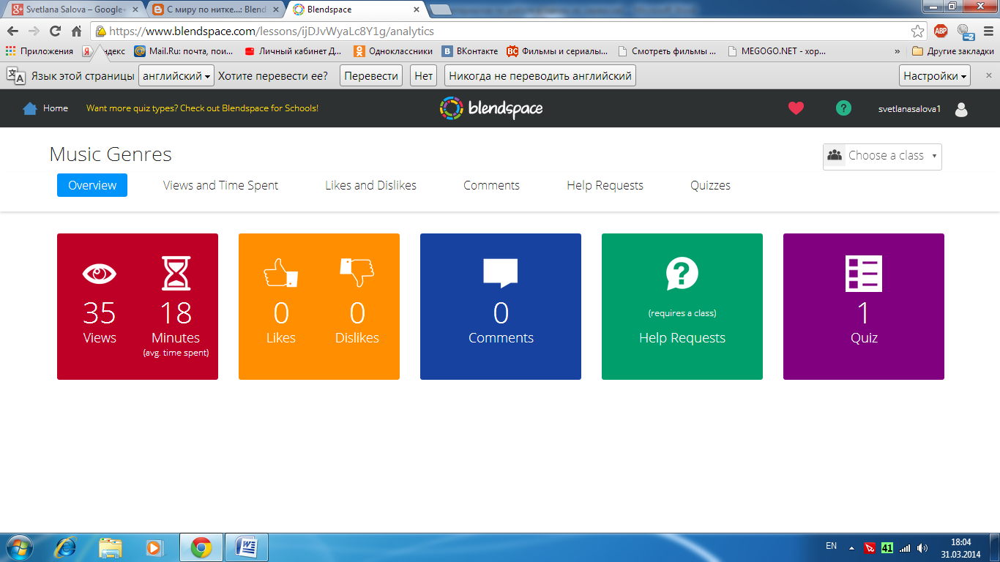 Svetlana Salova – Google+
С миру по нитке...: Blend
Blendspace
https://www.blendspace.com/lessons/ijDJvWyaLc8Y1g/analytics
ABP
-2
Приложения
Я
ндекс
Mail.Ru: почта, пои...
Личный кабинет Д...
Одноклассники
В
ВКонтакте
ВС
Фильмы и сериалы...
Смотреть фильмы ...
MEGOGO.NET - хор...
»
Другие закладки
Язык этой страницы английский Хотите перевести ее? Перевести Нет Никогда не переводить английский Настройки
Home Want more quiz types? Check out Blendspace for Schools! blendspace ? svetlanasalova1
Music Genres
Choose a class
Overview Views and Time Spent Likes and Dislikes Comments Help Requests Quizzes
35
Views
18
Minutes
(avg. time spent)
0
Likes
0
Dislikes
0
Comments
?
(requires a class)
Help Requests
1
Quiz
EN
41
18:04
31.03.2014